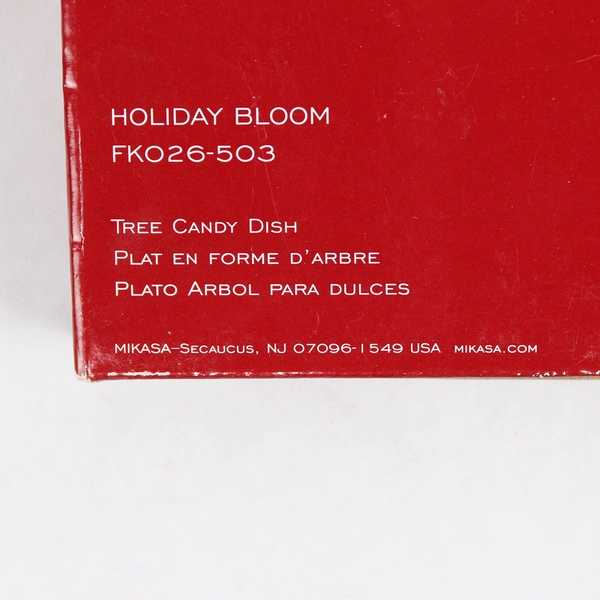 HOLIDAY BLOOM
FK026-503
Tree Candy Dish
Plat en forme d'arbre
Plato Arbol para dulces
MIKASA–Secaucus, NJ 07096-1549 USA mikasa.com